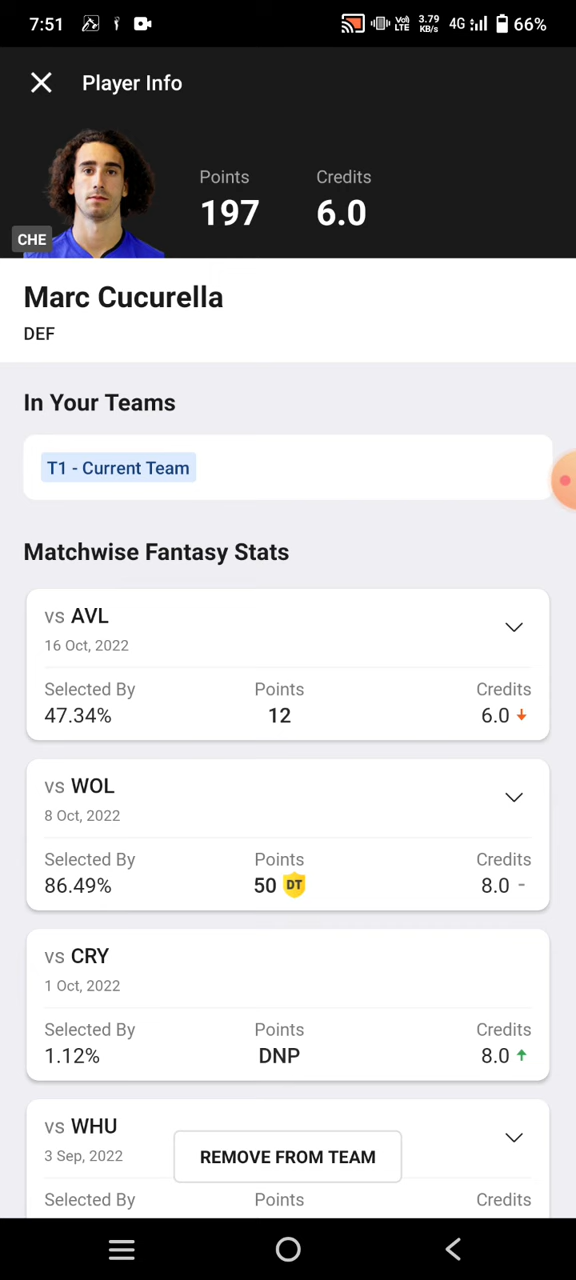 7:51 Vo) LTE 3.79 KB/s 4G 66%
Player Info
Points Credits
197 6.0
CHE
Marc Cucurella
DEF
In Your Teams
T1 - Current Team
Matchwise Fantasy Stats
vs AVL
16 Oct, 2022
Selected By Points Credits
47.34% 12 6.0
vs WOL
8 Oct, 2022
Selected By Points Credits
86.49% 50 DT 8.0 -
vs CRY
1 Oct, 2022
Selected By Points Credits
1.12% DNP 8.0
vs WHU
3 Sep, 2022
REMOVE FROM TEAM
Selected By Points Credits